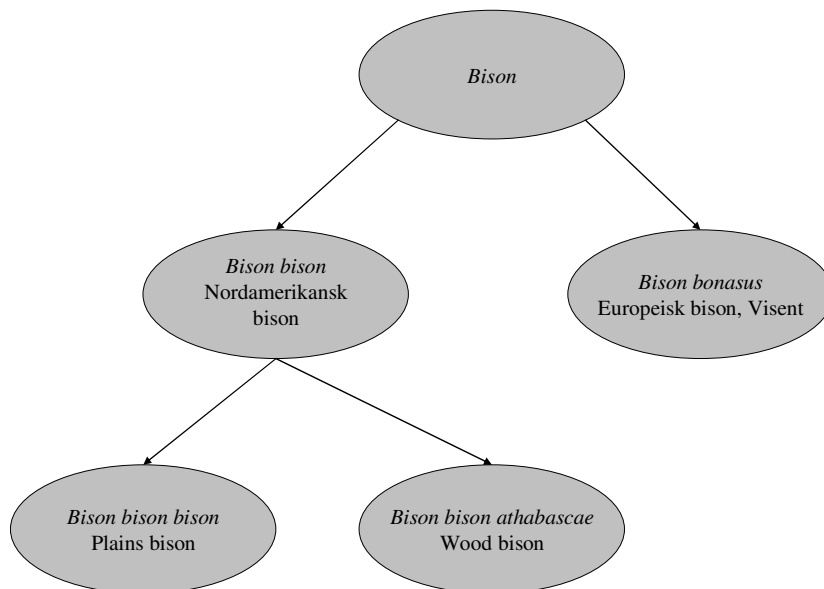 Bison
Bison bison
Nordamerikansk
bison
Bison bonasus
Europeisk bison, Visent
Bison bison bison
Plains bison
Bison bison athabascae
Wood bison